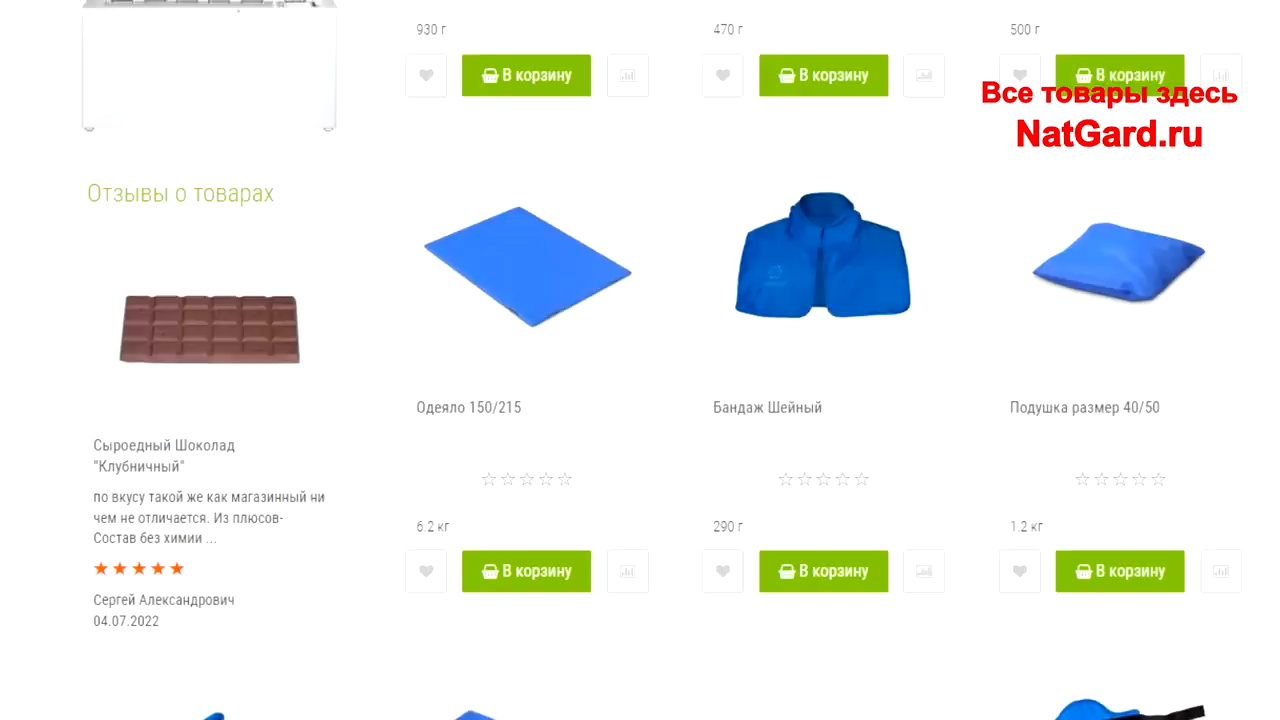 930 г
470 г
500 г
В корзину
В корзину
В корзину
Все товары здесь
NatGard.ru
Отзывы о товарах
Сыроедный Шоколад
"Клубничный"
по вкусу такой же как магазинный ни
чем не отличается. Из плюсов-
Состав без химии ...
Сергей Александрович
04.07.2022
Одеяло 150/215
Бандаж Шейный
Подушка размер 40/50
6.2 кг
290 г
1.2 кг
В корзину
В корзину
В корзину